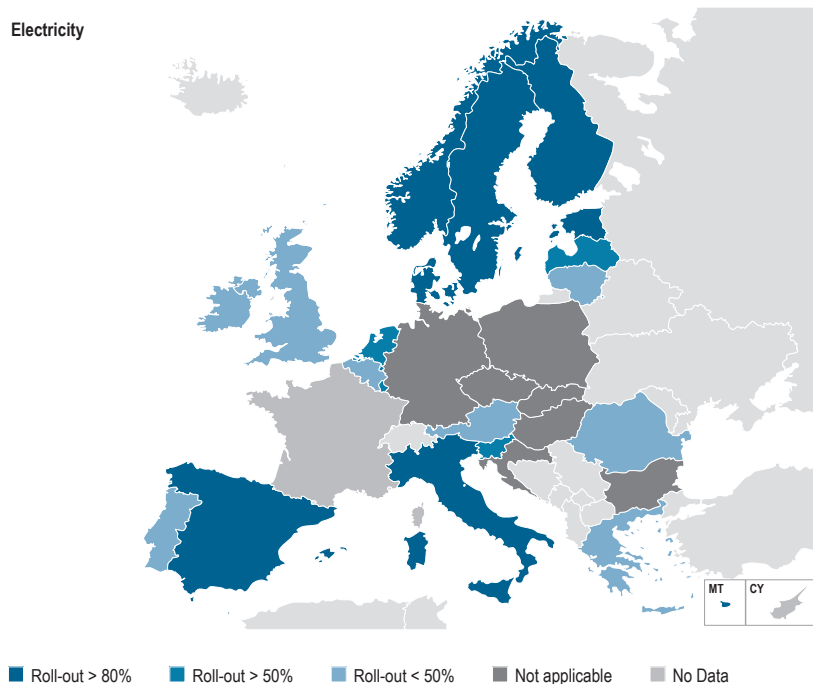 Electricity
MT CY
Roll-out > 80% Roll-out > 50% Roll-out < 50% Not applicable No Data